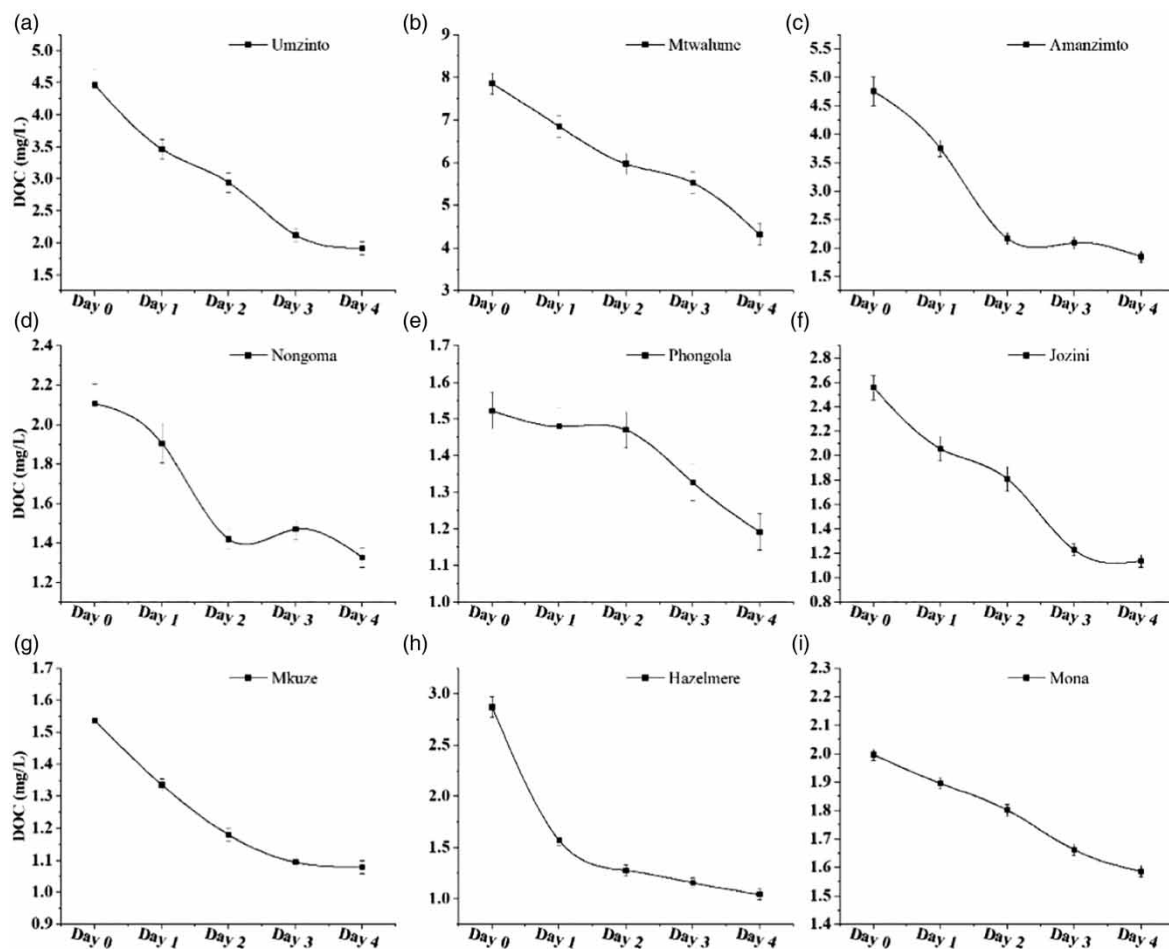 (a)
Umzinto
DOC (mg/L)
5.0
4.5
4.0
3.5
3.0
2.5
2.0
1.5
Day 0 Day 1 Day 2 Day 3 Day 4
(b)
Mtwalume
9
8
7
6
5
4
3
Day 0 Day 1 Day 2 Day 3 Day 4
(c)
Amanzimto
5.5
5.0
4.5
4.0
3.5
3.0
2.5
2.0
1.5
Day 0 Day 1 Day 2 Day 3 Day 4
(d)
Nongoma
DOC (mg/L)
2.4
2.2
2.0
1.8
1.6
1.4
1.2
Day 0 Day 1 Day 2 Day 3 Day 4
(e)
Phongola
1.7
1.6
1.5
1.4
1.3
1.2
1.1
1.0
Day 0 Day 1 Day 2 Day 3 Day 4
(f)
Jozini
2.8
2.6
2.4
2.2
2.0
1.8
1.6
1.4
1.2
1.0
0.8
Day 0 Day 1 Day 2 Day 3 Day 4
(g)
Mkuze
DOC (mg/L)
1.7
1.6
1.5
1.4
1.3
1.2
1.1
1.0
0.9
Day 0 Day 1 Day 2 Day 3 Day 4
(h)
Hazelmere
3.0
2.5
2.0
1.5
1.0
Day 0 Day 1 Day 2 Day 3 Day 4
(i)
Mona
2.3
2.2
2.1
2.0
1.9
1.8
1.7
1.6
1.5
1.4
Day 0 Day 1 Day 2 Day 3 Day 4